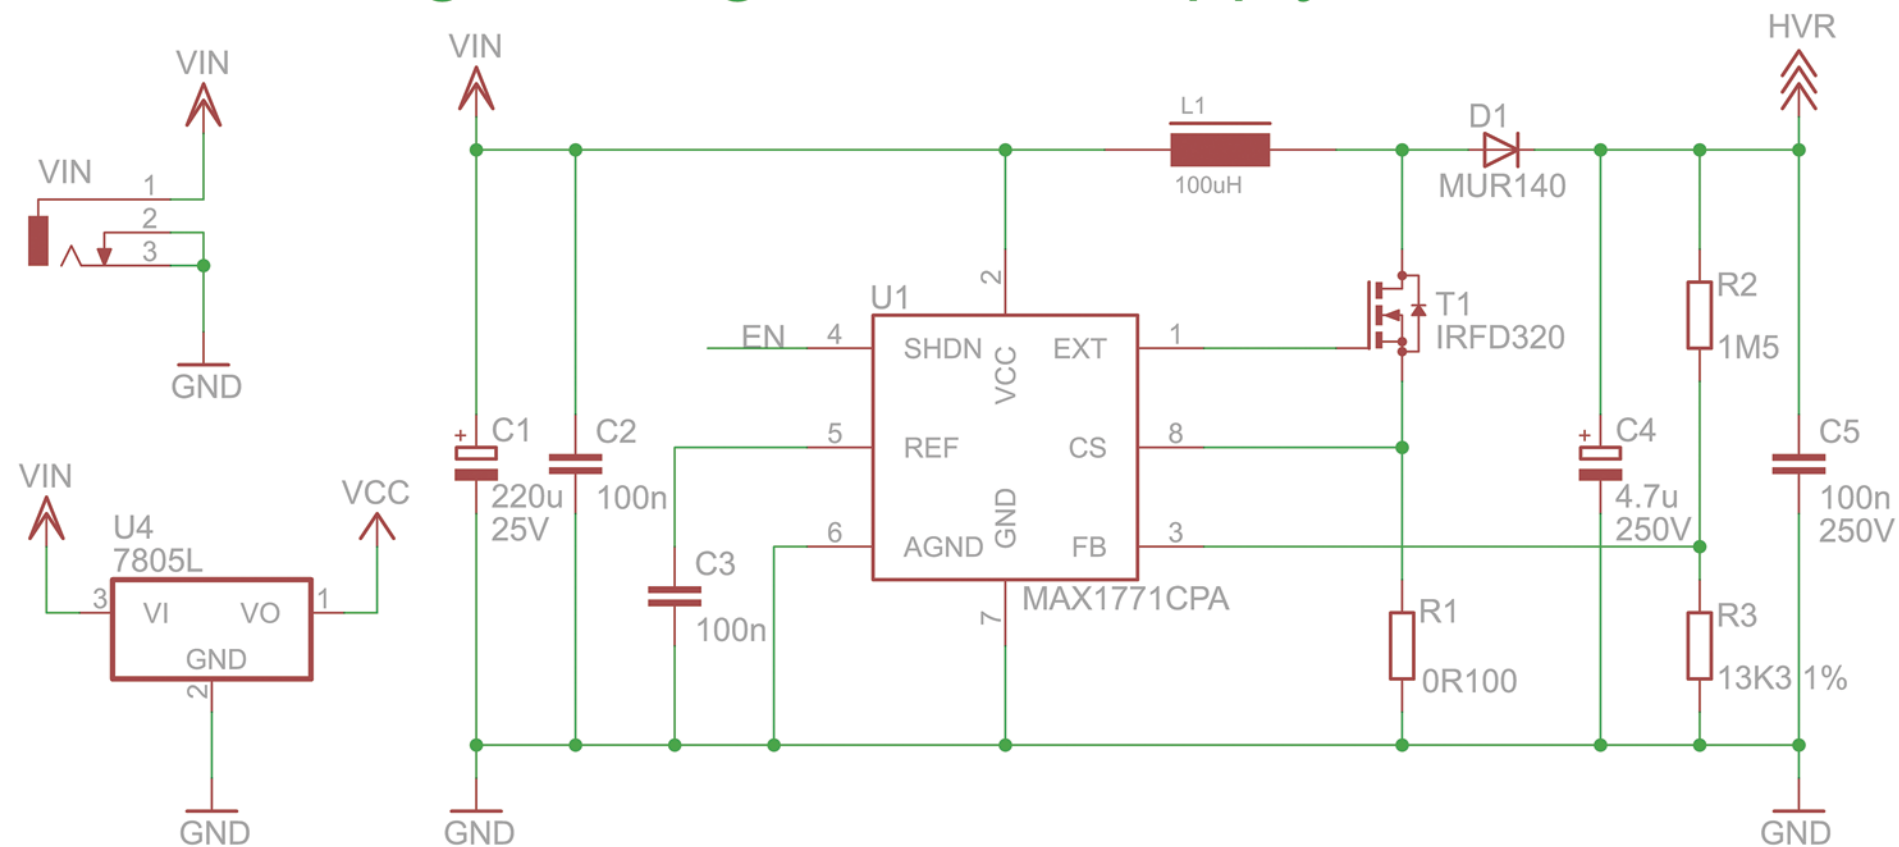 VIN
VIN
1
2
3
GND
VIN
VCC
U4
7805L
3
VI
VO
1
GND
2
GND
VIN
C1
220u
25V
C2
100n
C3
100n
GND
EN
4
5
6
U1
2
SHDN
VCC
EXT
REF
CS
AGND
GND
FB
MAX1771CPA
7
1
8
3
L1
100uH
D1
MUR140
T1
IRFD320
R1
0R100
HVR
R2
1M5
C4
4.7u
250V
C5
100n
250V
R3
13K3 1%
GND